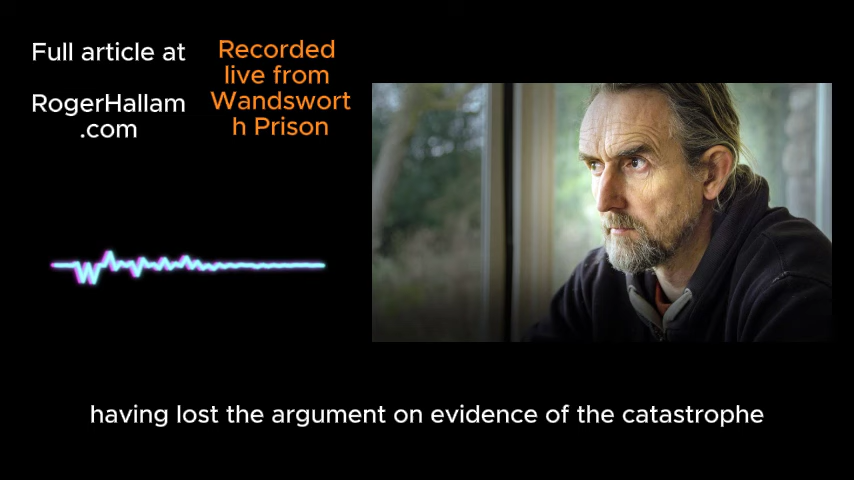 Full article at
RogerHallam
.com
Recorded
live from
Wandswort
h Prison
having lost the argument on evidence of the catastrophe